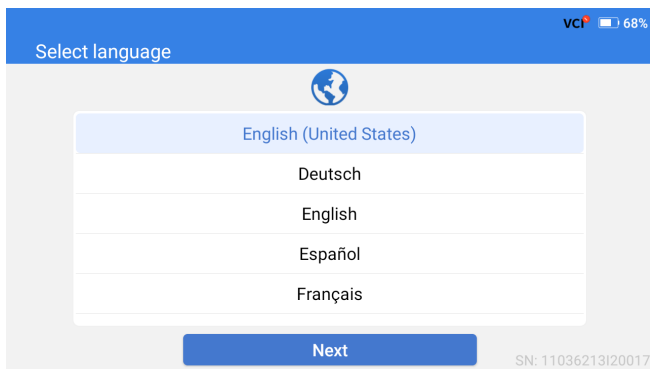 VCI 68%
Select language
English (United States)
Deutsch
English
Español
Français
Next
SN: 11036213I20017